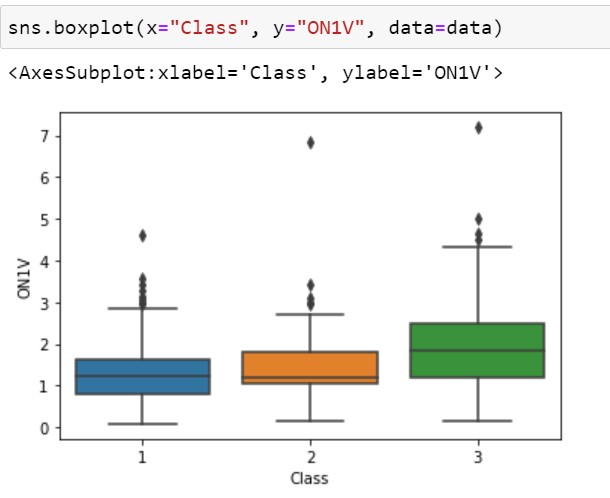 sns.boxplot(x="Class", y="ON1V", data=data)
<AxesSubplot:xlabel='Class', ylabel='ON1V'>
7
6
5
4
3
2
1
0
ON1V
1 2 3
Class